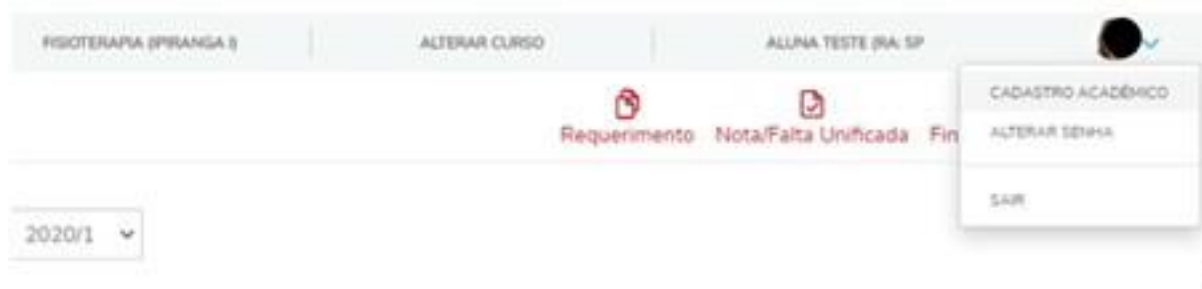 FISIOTERAPIA (IPIRANGA I)
ALTERAR CURSO
ALUNA TESTE (RA: SP
CADASTRO ACADÊMICO
ALTERAR SENHA
SAIR
Requerimento
Nota/Falta Unificada
Fin
2020/1